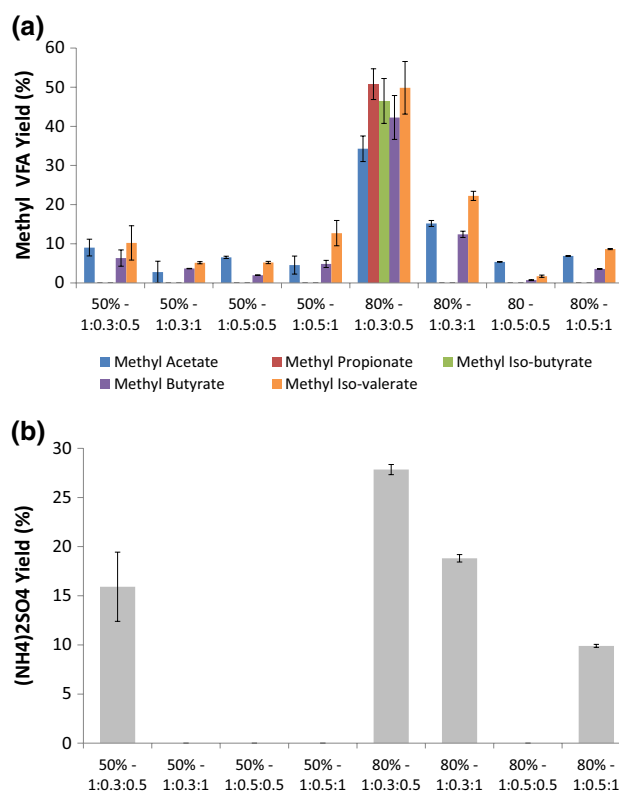 (a)
Methyl VFA Yield (%)
60
50
40
30
20
10
0
50% - 1:0.3:0.5
50% - 1:0.3:1
50% - 1:0.5:0.5
50% - 1:0.5:1
80% - 1:0.3:0.5
80% - 1:0.3:1
80 - 1:0.5:0.5
80% - 1:0.5:1
Methyl Acetate
Methyl Propionate
Methyl Iso-butyrate
Methyl Butyrate
Methyl Iso-valerate
(b)
(NH4)2SO4 Yield (%)
30
25
20
15
10
5
0
50% - 1:0.3:0.5
50% - 1:0.3:1
50% - 1:0.5:0.5
50% - 1:0.5:1
80% - 1:0.3:0.5
80% - 1:0.3:1
80% - 1:0.5:0.5
80% - 1:0.5:1